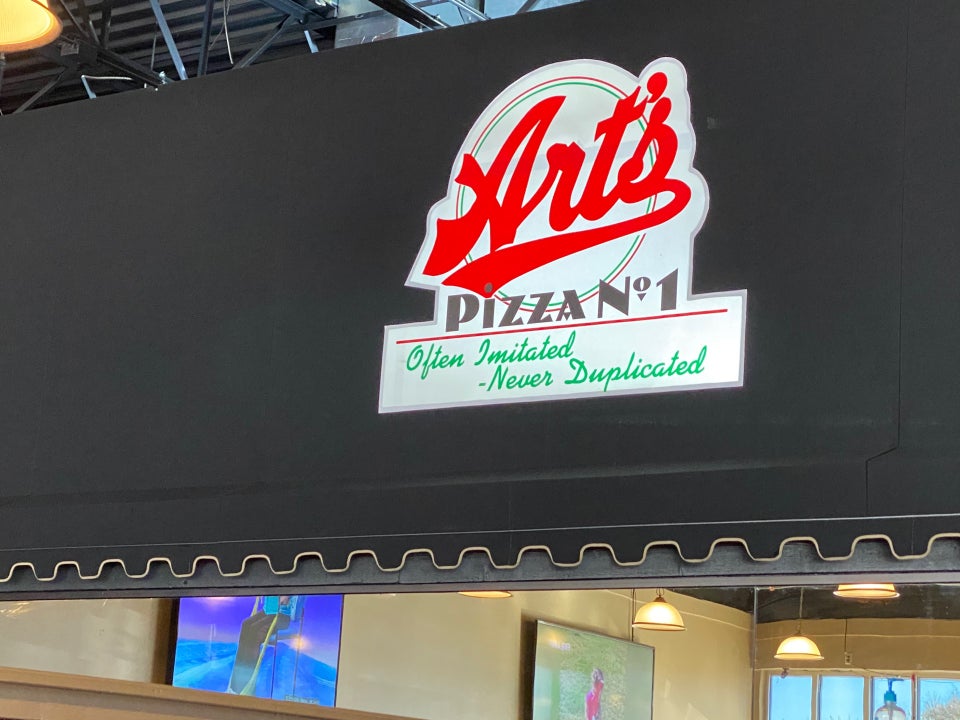 Art's
PIZZA Nº1
Often Imitated
-Never Duplicated